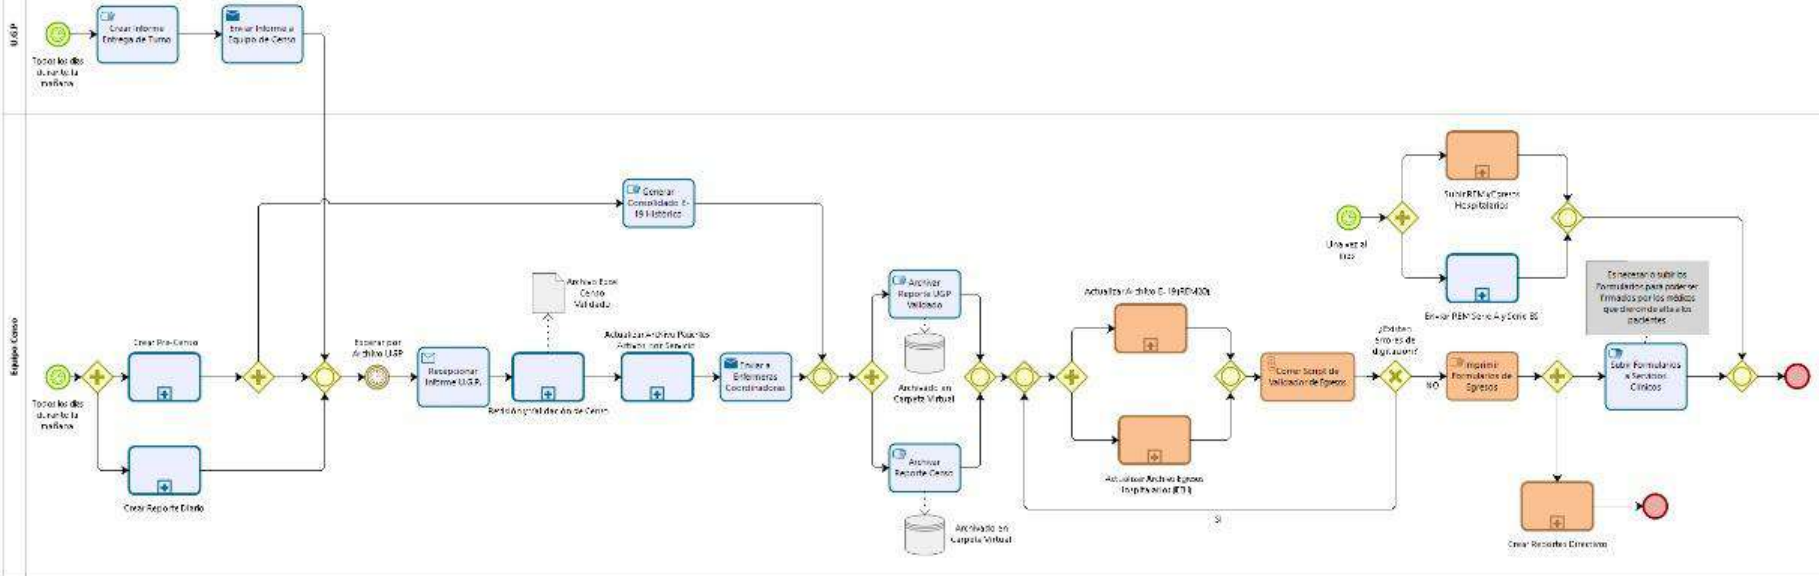 U.G.P
Crear Informe
Entrega de Turno
Enviar Informe a
Equipo de Censo
Todos los días
durante la
mañana
Equipo Censo
Todos los días
durante la
mañana
Crear Pre-Censo
Crear Reporte Diario
Esperar por
Archivo UGP
Recepcionar
Informe U.G.P.
Archivo Excel
Censo
Validado
Revisión y Validación de Censo
Actualizar Archivo Pacientes
Activos por Servicio
Generar
Consolidado E-
19 Histórico
Enviar a
Enfermeras
Coordinadoras
Archivar
Reporte UGP
Validado
Archivado en
Carpeta Virtual
Archivar
Reporte Censo
Archivado en
Carpeta Virtual
Actualizar Archivo E-19 (REM20)
Actualizar Archivo Egresos
Hospitalarios
Correr Script de
Validador de Egresos
¿Existen
errores de
digitación?
NO
SI
Imprimir
Formularios de
Egresos
Una vez al
mes
Subir REM y Egresos
Hospitalarios
Enviar REM Serie A y Serie BS
Es necesario subir los
Formularios para poder ser
firmados por los médicos
que dieron de alta a los
pacientes
Subir Formularios
a Servicios
Clínicos
Crear Reportes Directivos